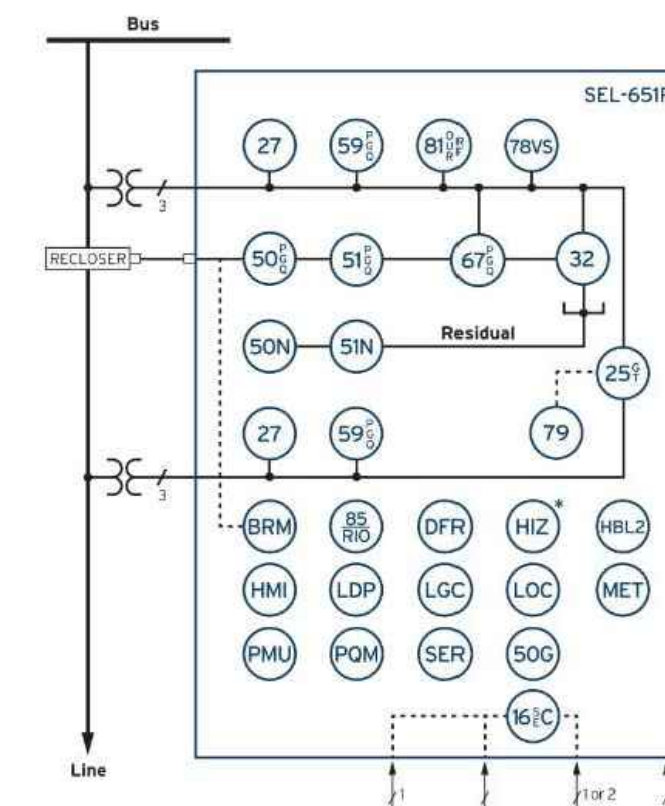 Bus
SEL-651R
27
59 P G Q
81 O U R RF
78VS
3
RECLOSER
50 P G Q
51 P G Q
67 P G Q
32
50N
51N
Residual
25 G T
79
27
59 P G Q
3
BRM
85 RIO
DFR
HIZ*
HBL2
HMI
LDP
LGC
LOC
MET
PMU
PQM
SER
50G
16 S E C
Line
1
1 or 2